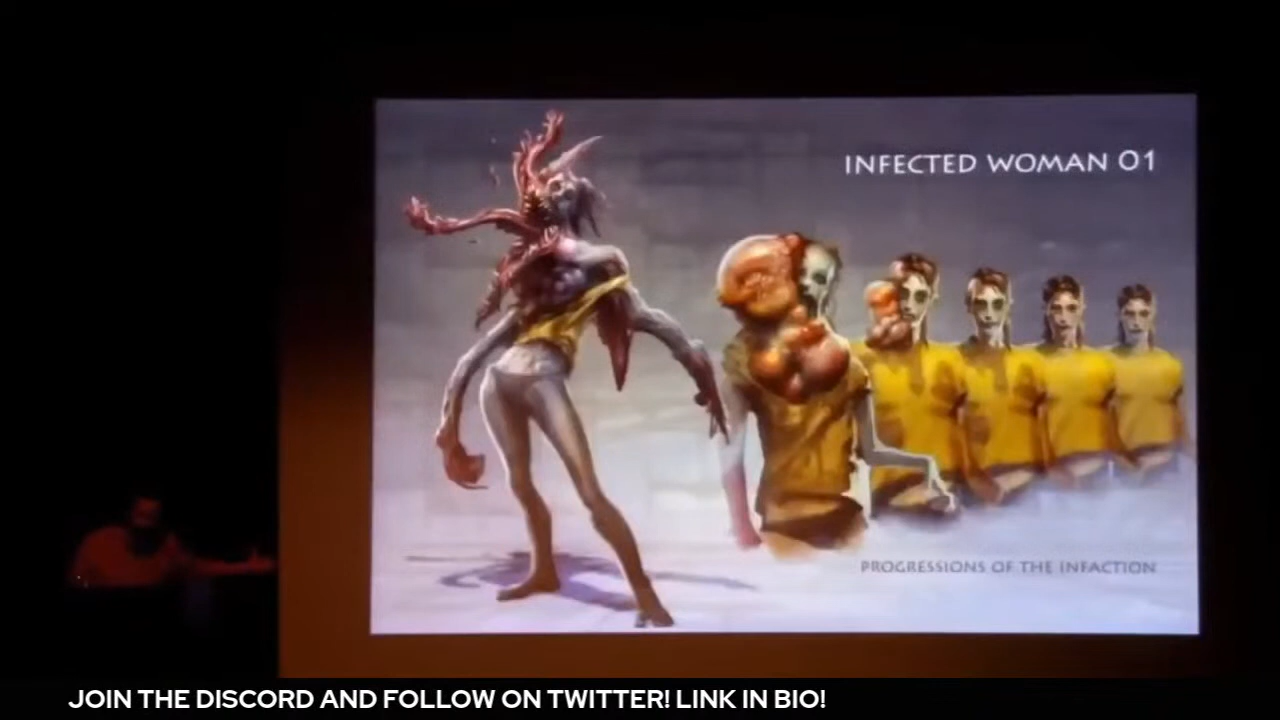 INFECTED WOMAN 01
PROGRESSIONS OF THE INFACTION
JOIN THE DISCORD AND FOLLOW ON TWITTER! LINK IN BIO!